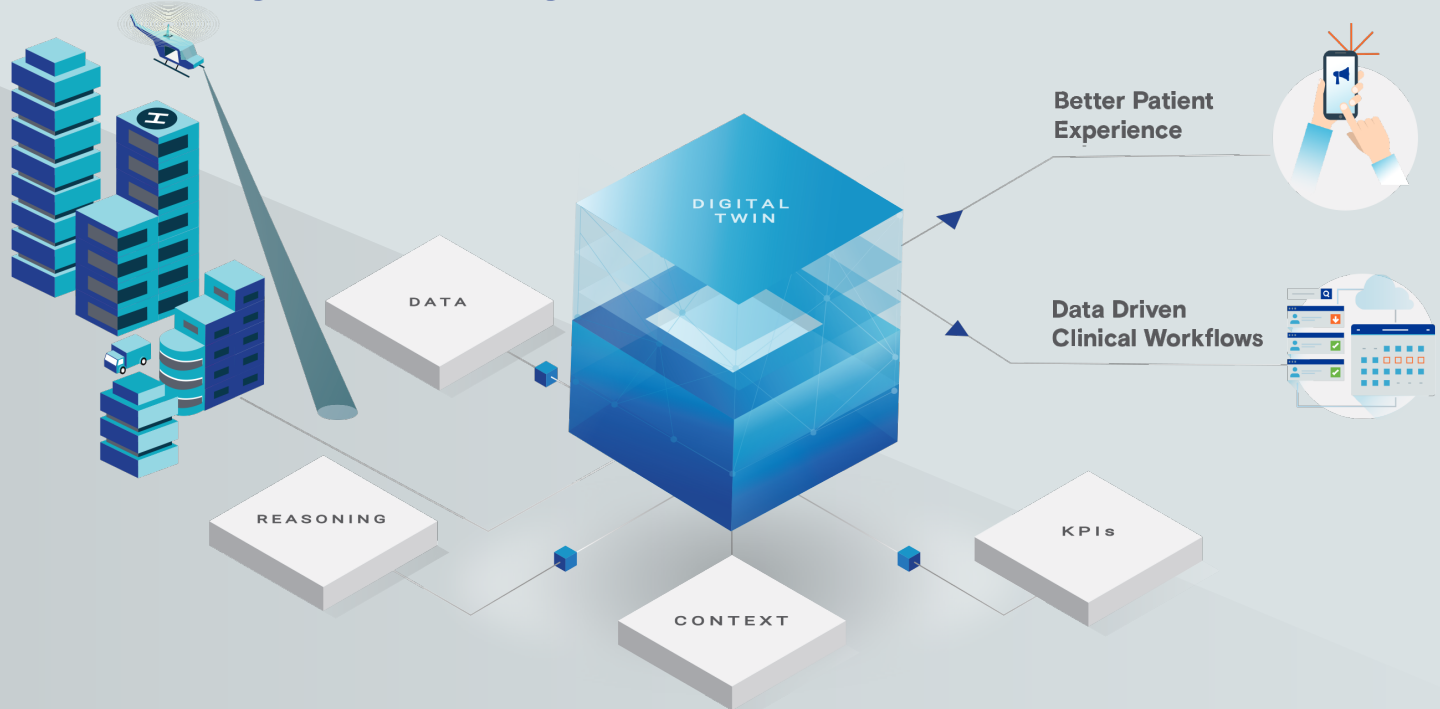 Better Patient
Experience
DIGITAL
TWIN
DATA
Data Driven
Clinical Workflows
REASONING
KPIs
CONTEXT
H